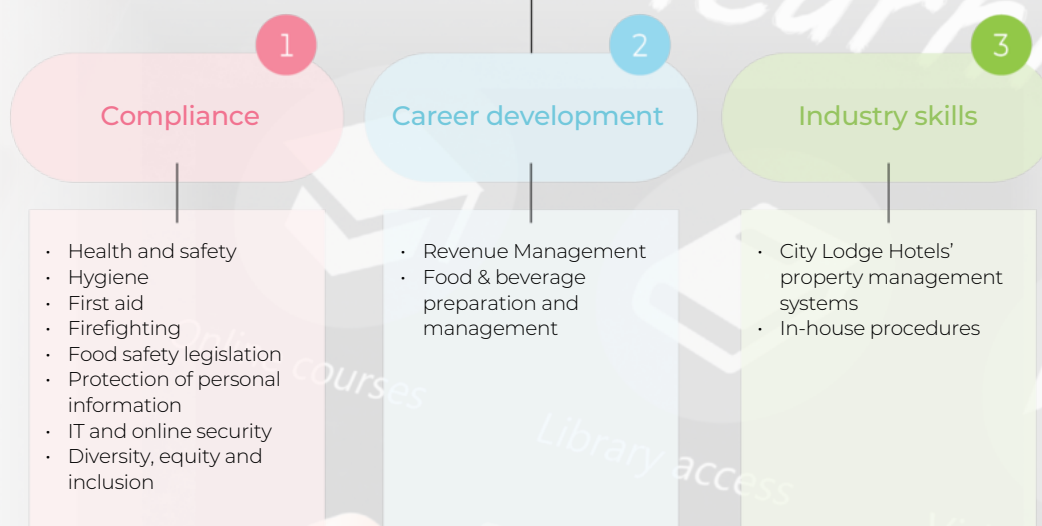 1
Compliance
• Health and safety
• Hygiene
• First aid
• Firefighting
• Food safety legislation
• Protection of personal
information
• IT and online security
• Diversity, equity and
inclusion
2
Career development
• Revenue Management
• Food & beverage
preparation and
management
3
Industry skills
• City Lodge Hotels’
property management
systems
• In-house procedures
Online courses
Library access